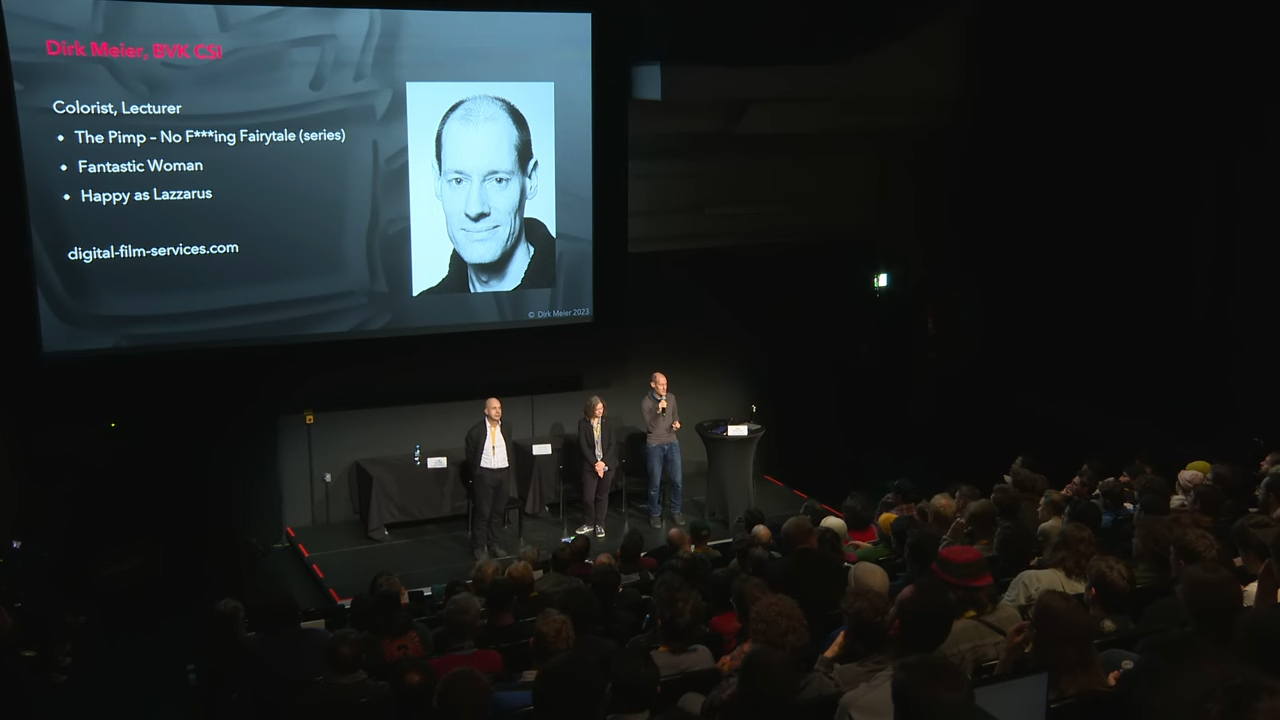 Dirk Meier, BVK CSI
Colorist, Lecturer
• The Pimp - No F***ing Fairytale (series)
• Fantastic Woman
• Happy as Lazzarus
digital-film-services.com
© Dirk Meier 2023